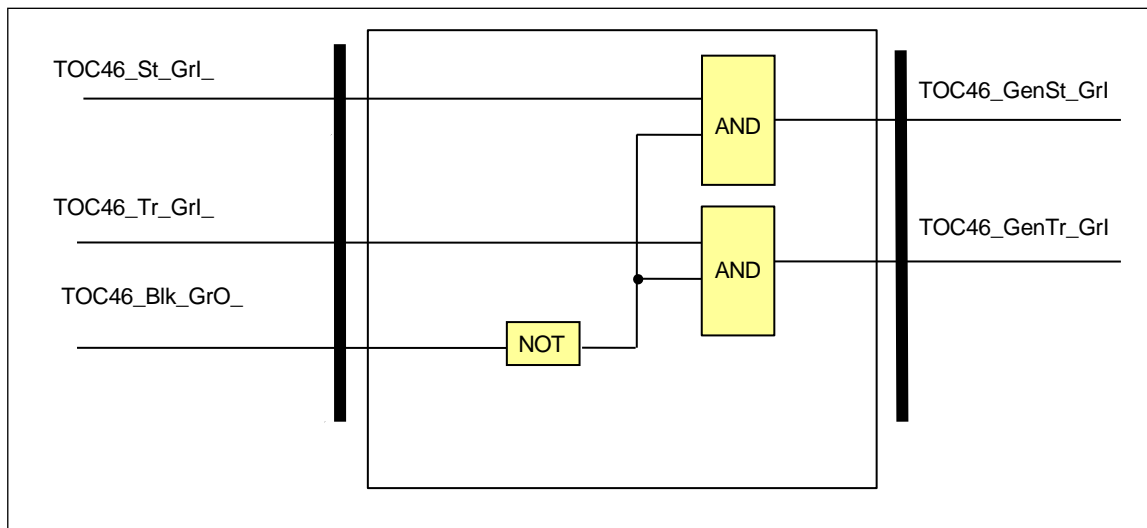 TOC46_St_GrI_
TOC46_GenSt_GrI
AND
TOC46_Tr_GrI_
TOC46_GenTr_GrI
AND
TOC46_Blk_GrO_
NOT